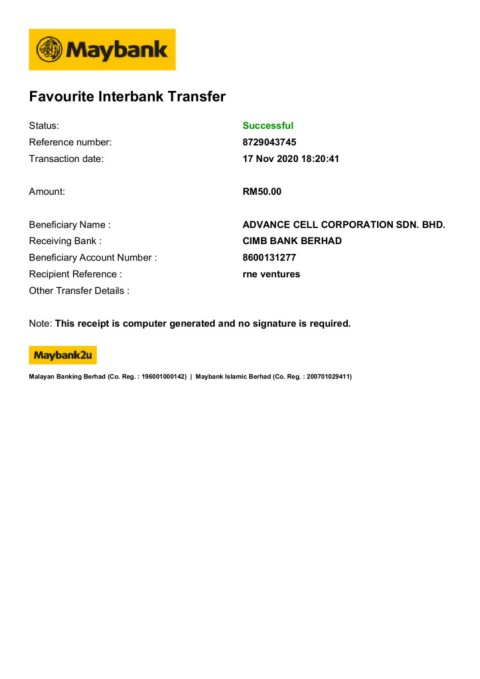 Maybank
Favourite Interbank Transfer
Status: Successful
Reference number: 8729043745
Transaction date: 17 Nov 2020 18:20:41
Amount: RM50.00
Beneficiary Name : ADVANCE CELL CORPORATION SDN. BHD.
Receiving Bank : CIMB BANK BERHAD
Beneficiary Account Number : 8600131277
Recipient Reference : rne ventures
Other Transfer Details :
Note: This receipt is computer generated and no signature is required.
Maybank2u
Malayan Banking Berhad (Co. Reg. : 196001000142) | Maybank Islamic Berhad (Co. Reg. : 200701029411)